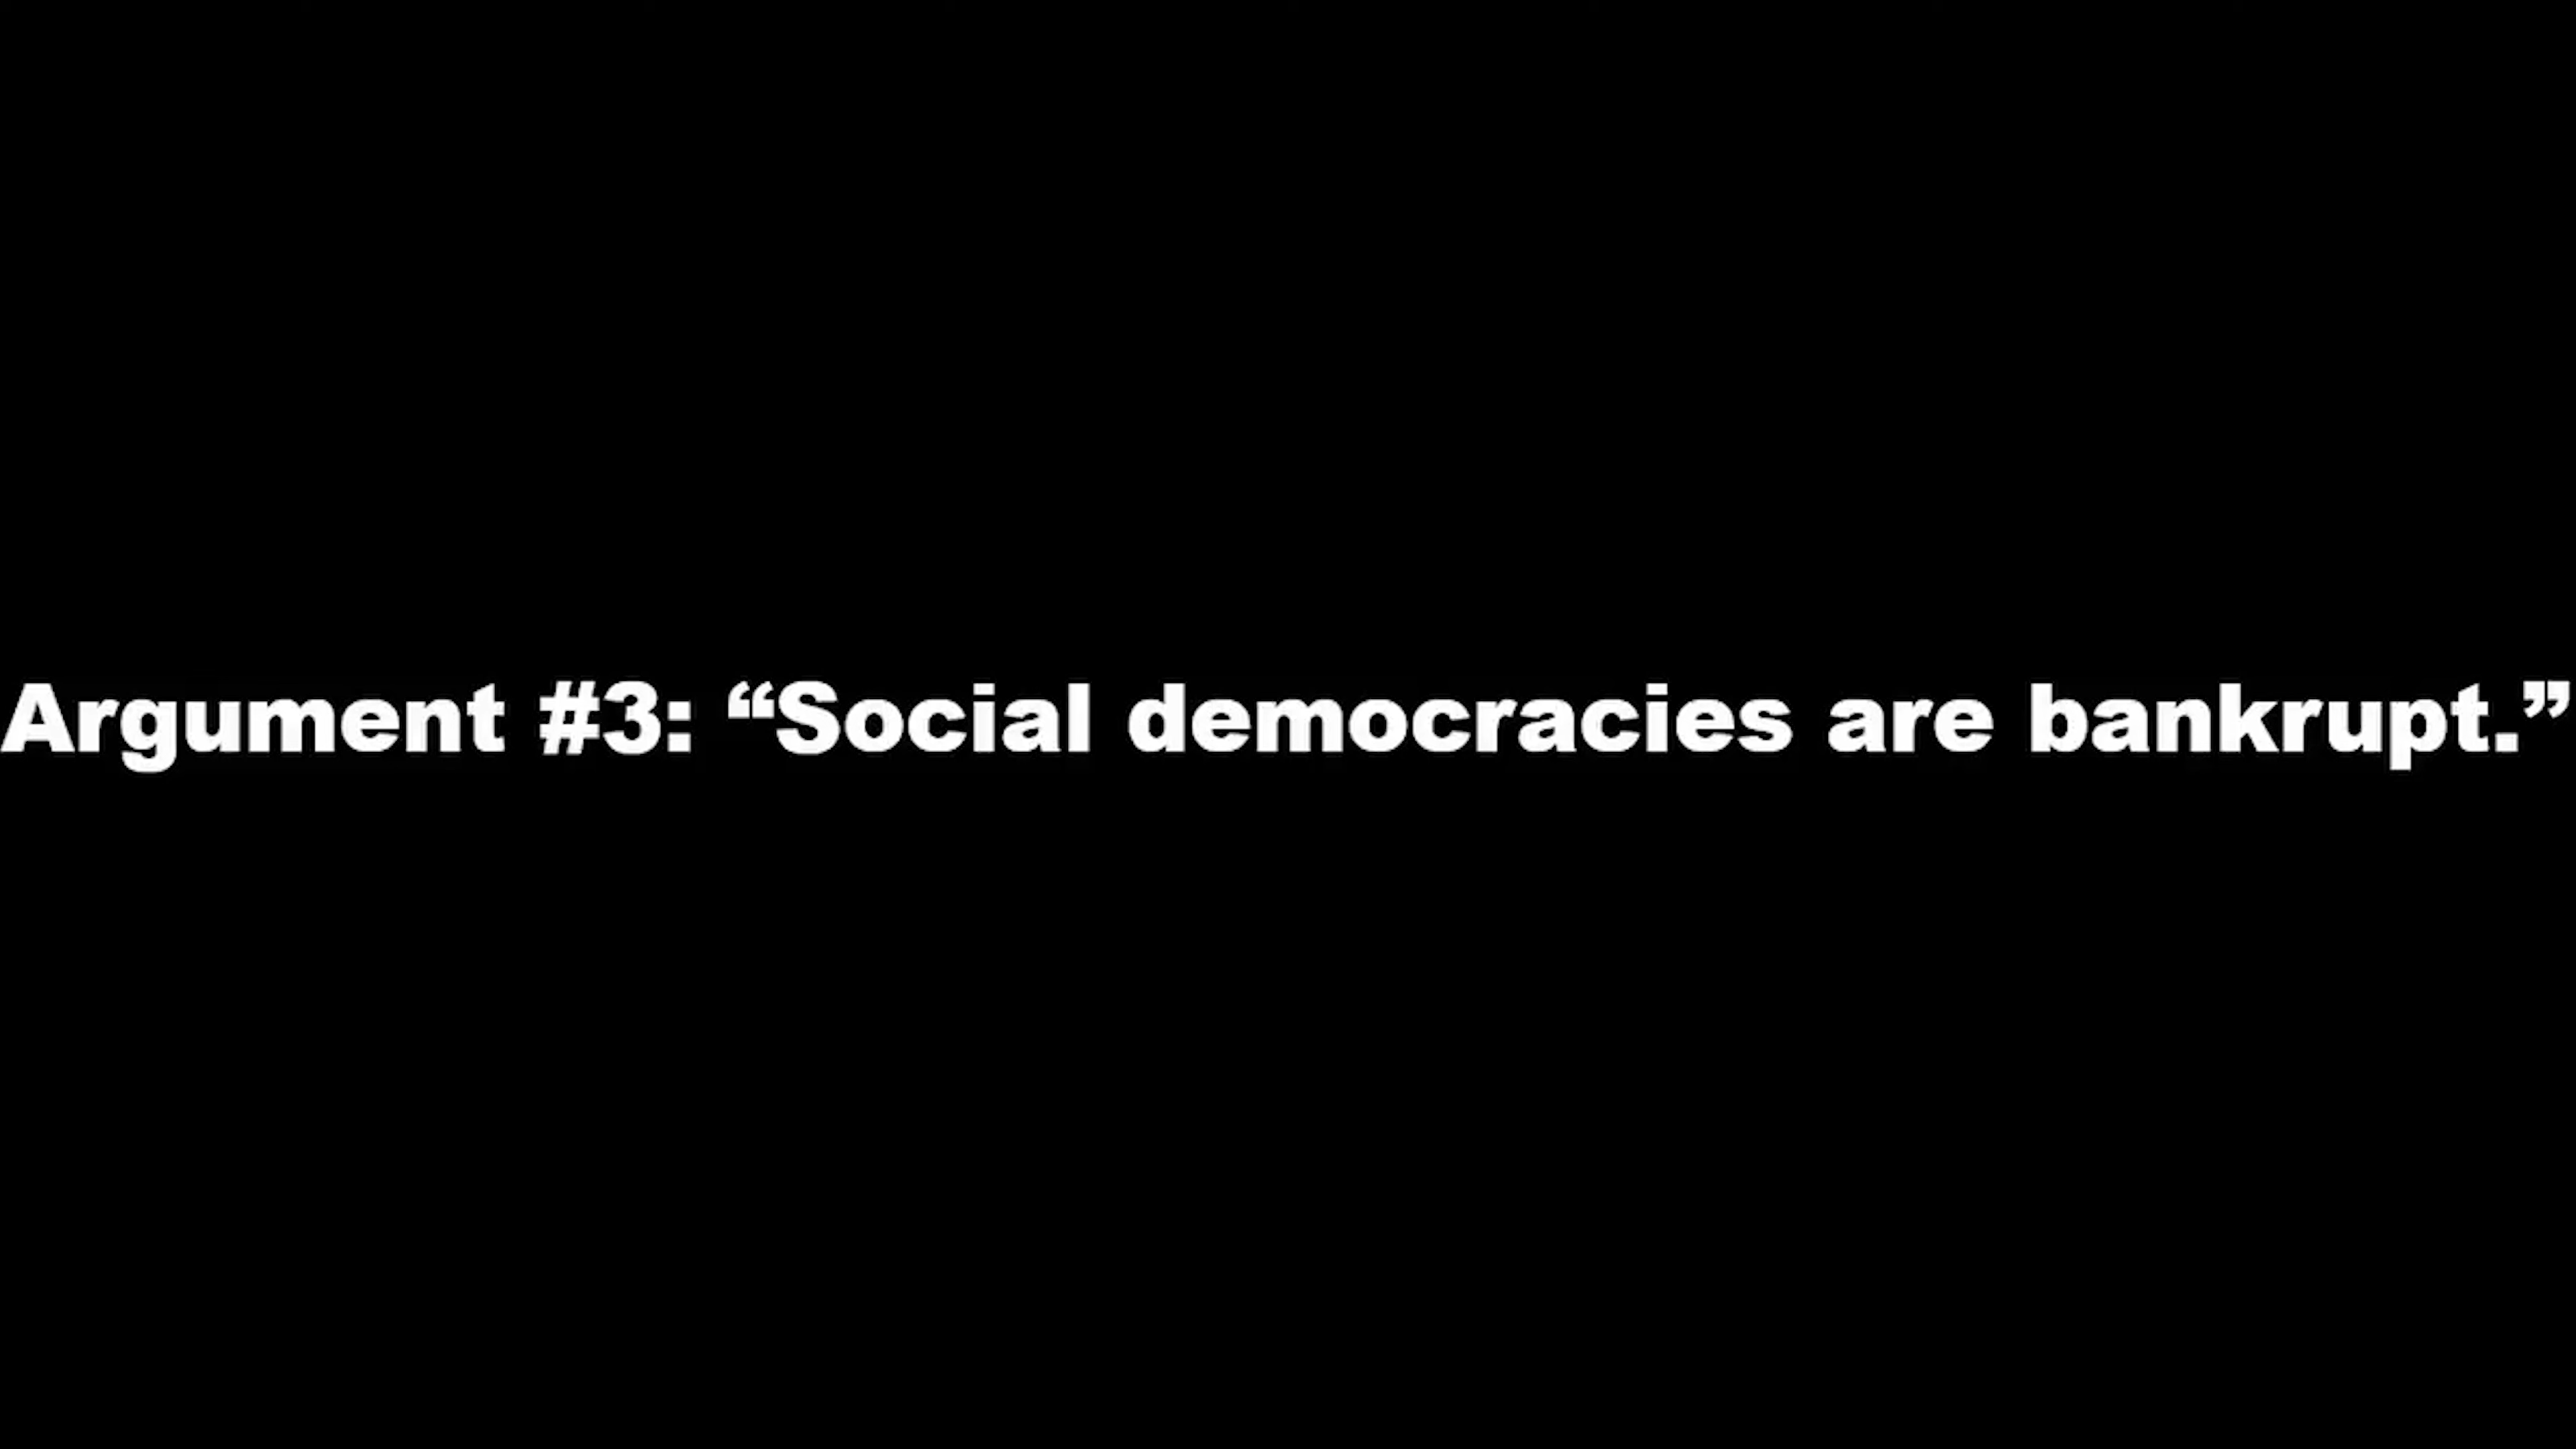 Argument #3: “Social democracies are bankrupt.”